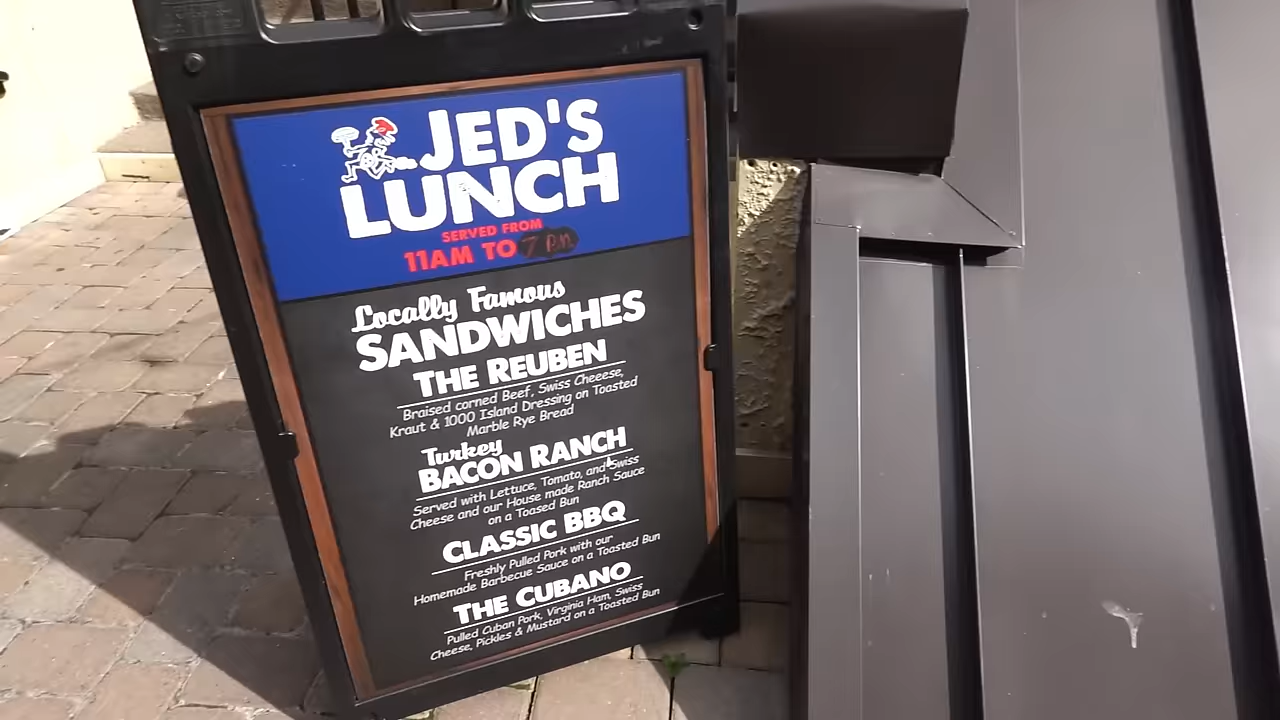 JED'S
LUNCH
SERVED FROM
11AM TO 7 P.M.
Locally Famous
SANDWICHES
THE REUBEN
Braised corned Beef, Swiss Cheeese,
Kraut & 1000 Island Dressing on Toasted
Marble Rye Bread
Turkey
BACON RANCH
Served with Lettuce, Tomato, and Swiss
Cheese and our House made Ranch Sauce
on a Toased Bun
CLASSIC BBQ
Freshly Pulled Pork with our
Homemade Barbecue Sauce on a Toasted Bun
THE CUBANO
Pulled Cuban Pork, Virginia Ham, Swiss
Cheese, Pickles & Mustard on a Toasted Bun